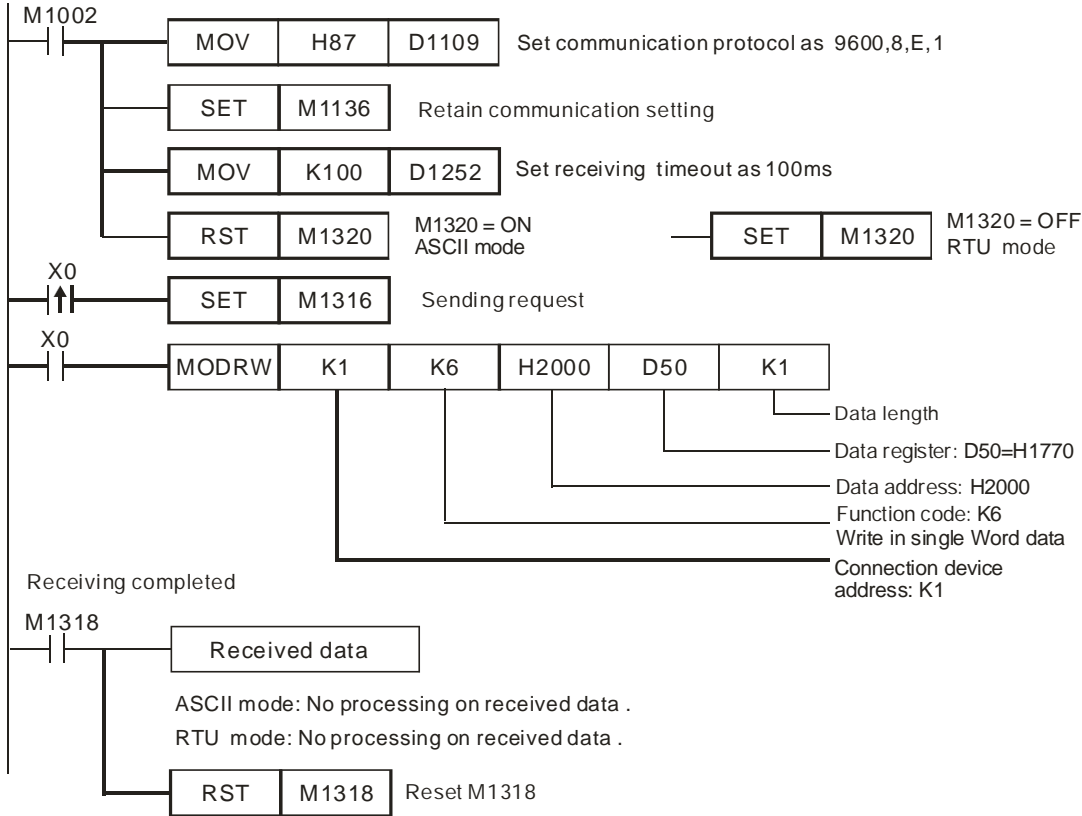 M1002
MOV H87 D1109 Set communication protocol as 9600,8,E,1
SET M1136 Retain communication setting
MOV K100 D1252 Set receiving timeout as 100ms
RST M1320 M1320 = ON
ASCII mode
SET M1320 M1320 = OFF
RTU mode
X0
SET M1316 Sending request
X0
MODRW K1 K6 H2000 D50 K1
Data length
Data register: D50=H1770
Data address: H2000
Function code: K6
Write in single Word data
Connection device
address: K1
Receiving completed
M1318
Received data
ASCII mode: No processing on received data .
RTU mode: No processing on received data .
RST M1318 Reset M1318